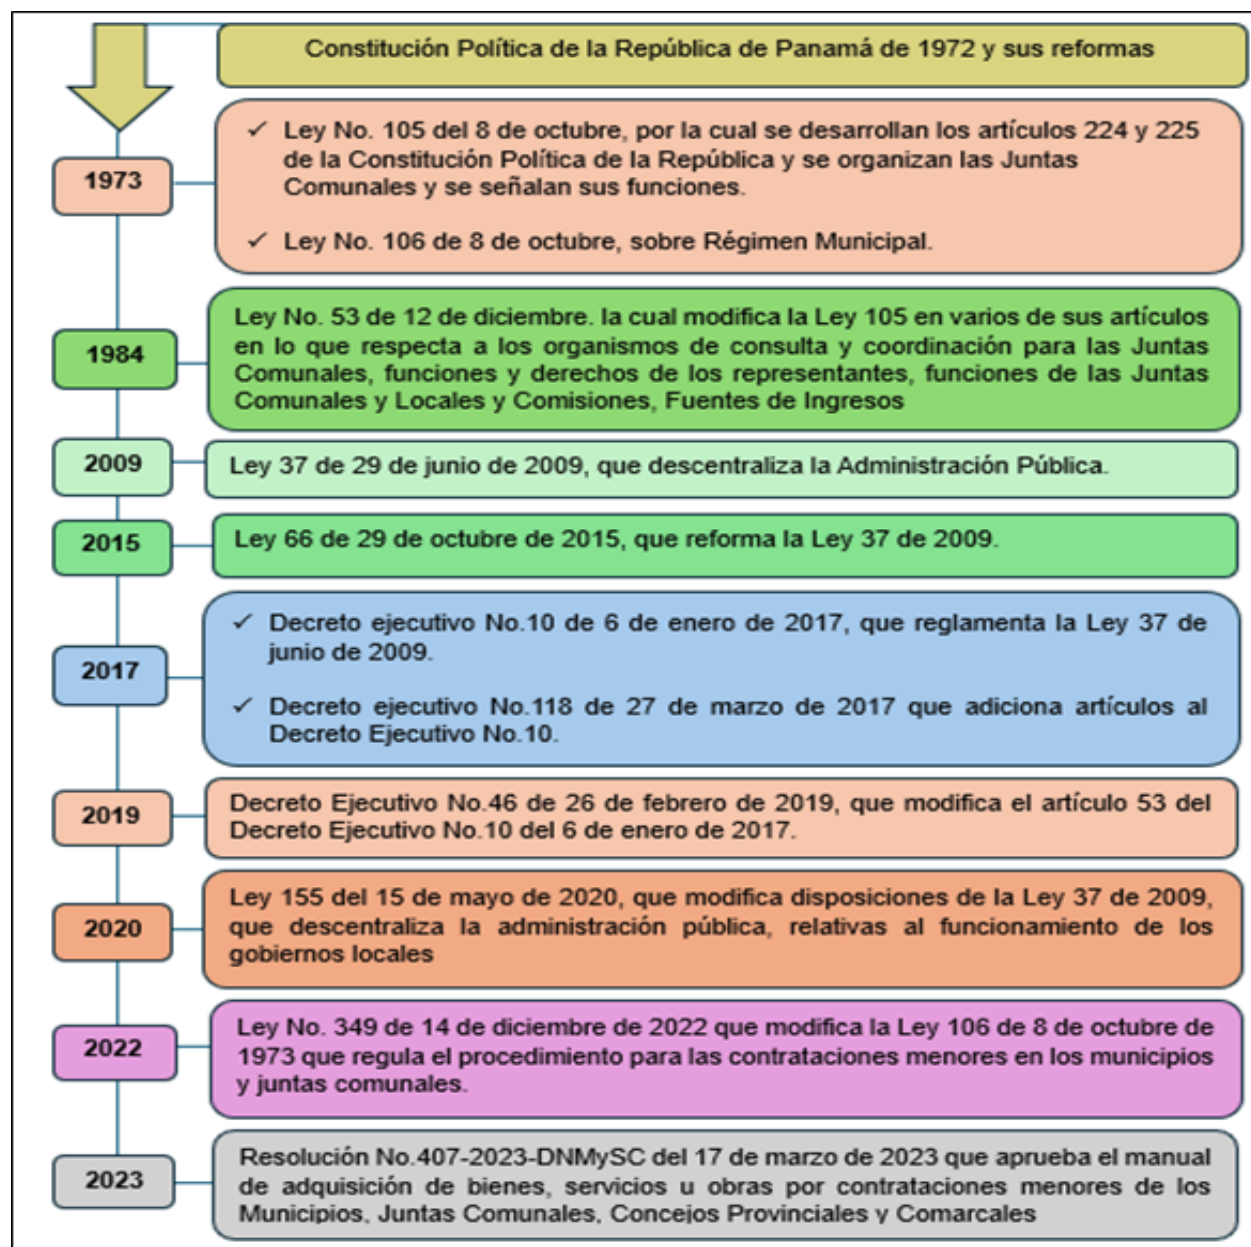 Constitución Política de la República de Panamá de 1972 y sus reformas
1973
✓ Ley No. 105 del 8 de octubre, por la cual se desarrollan los artículos 224 y 225
de la Constitución Política de la República y se organizan las Juntas
Comunales y se señalan sus funciones.
✓ Ley No. 106 de 8 de octubre, sobre Régimen Municipal.
1984
Ley No. 53 de 12 de diciembre. la cual modifica la Ley 105 en varios de sus artículos
en lo que respecta a los organismos de consulta y coordinación para las Juntas
Comunales, funciones y derechos de los representantes, funciones de las Juntas
Comunales y Locales y Comisiones, Fuentes de Ingresos
2009
Ley 37 de 29 de junio de 2009, que descentraliza la Administración Pública.
2015
Ley 66 de 29 de octubre de 2015, que reforma la Ley 37 de 2009.
2017
✓ Decreto ejecutivo No.10 de 6 de enero de 2017, que reglamenta la Ley 37 de
junio de 2009.
✓ Decreto ejecutivo No.118 de 27 de marzo de 2017 que adiciona artículos al
Decreto Ejecutivo No.10.
2019
Decreto Ejecutivo No.46 de 26 de febrero de 2019, que modifica el artículo 53 del
Decreto Ejecutivo No.10 del 6 de enero de 2017.
2020
Ley 155 del 15 de mayo de 2020, que modifica disposiciones de la Ley 37 de 2009,
que descentraliza la administración pública, relativas al funcionamiento de los
gobiernos locales
2022
Ley No. 349 de 14 de diciembre de 2022 que modifica la Ley 106 de 8 de octubre de
1973 que regula el procedimiento para las contrataciones menores en los municipios
y juntas comunales.
2023
Resolución No.407-2023-DNMySC del 17 de marzo de 2023 que aprueba el manual
de adquisición de bienes, servicios u obras por contrataciones menores de los
Municipios, Juntas Comunales, Concejos Provinciales y Comarcales